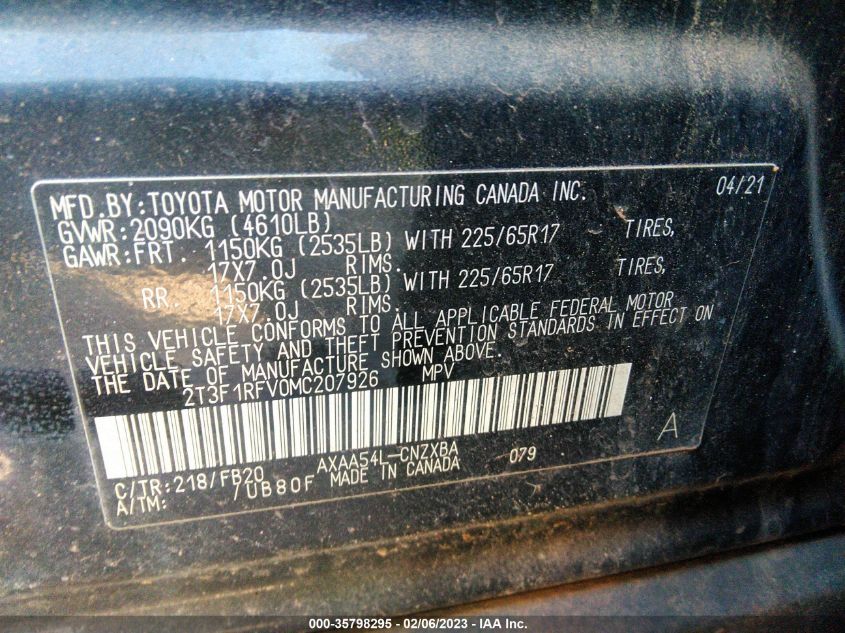 MFD.BY:TOYOTA MOTOR MANUFACTURING CANADA INC. 04/21
GVWR:2090KG (4610LB)
GAWR:FRT. 1150KG (2535LB) WITH 225/65R17 TIRES,
17X7.0J RIMS.
RR. 1150KG (2535LB) WITH 225/65R17 TIRES,
17X7.0J RIMS.
THIS VEHICLE CONFORMS TO ALL APPLICABLE FEDERAL MOTOR
VEHICLE SAFETY AND THEFT PREVENTION STANDARDS IN EFFECT ON
THE DATE OF MANUFACTURE SHOWN ABOVE.
2T3F1RFV0MC207926 MPV
A
C/TR:218/FB20 AXAA54L-CNZXBA 079
A/TM: /UB80F MADE IN CANADA
000-35798295 - 02/06/2023 - IAA Inc.